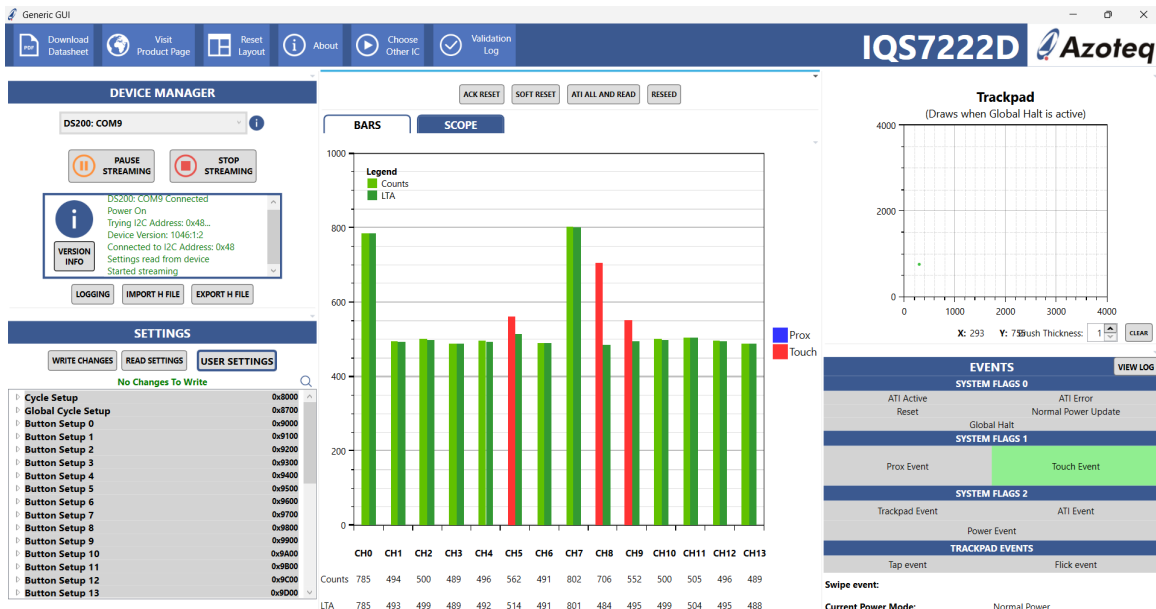 Generic GUI
Download Datasheet
Visit Product Page
Reset Layout
About
Choose Other IC
Validation Log
IQS7222D
Azoteq
DEVICE MANAGER
DS200: COM9
PAUSE STREAMING
STOP STREAMING
DS200: COM9 Connected
Power On
Trying I2C Address: 0x48...
Device Version: 1046:1:2
Connected to I2C Address: 0x48
Settings read from device
Started streaming
VERSION INFO
LOGGING
IMPORT H FILE
EXPORT H FILE
SETTINGS
WRITE CHANGES
READ SETTINGS
USER SETTINGS
No Changes To Write
Cycle Setup 0x8000
Global Cycle Setup 0x8700
Button Setup 0 0x9000
Button Setup 1 0x9100
Button Setup 2 0x9200
Button Setup 3 0x9300
Button Setup 4 0x9400
Button Setup 5 0x9500
Button Setup 6 0x9600
Button Setup 7 0x9700
Button Setup 8 0x9800
Button Setup 9 0x9900
Button Setup 10 0x9A00
Button Setup 11 0x9B00
Button Setup 12 0x9C00
Button Setup 13 0x9D00
ACK RESET
SOFT RESET
ATI ALL AND READ
RESEED
BARS
SCOPE
1000
800
600
400
200
0
Legend
Counts
LTA
Prox
Touch
CH0 CH1 CH2 CH3 CH4 CH5 CH6 CH7 CH8 CH9 CH10 CH11 CH12 CH13
Counts 785 494 500 489 496 562 491 802 706 552 500 505 496 489
LTA 785 493 499 489 492 514 491 801 484 495 499 504 495 488
Trackpad
(Draws when Global Halt is active)
4000
2000
0
0 1000 2000 3000 4000
X: 293 Y: Thickness: 1
CLEAR
EVENTS
VIEW LOG
SYSTEM FLAGS 0
ATI Active ATI Error
Reset Normal Power Update
Global Halt
SYSTEM FLAGS 1
Prox Event Touch Event
SYSTEM FLAGS 2
Trackpad Event ATI Event
Power Event
TRACKPAD EVENTS
Tap event Flick event
Swipe event:
Current Power Mode: Normal Power